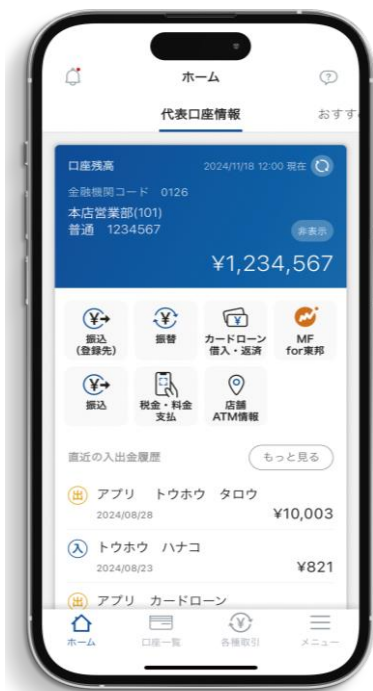 ホーム
代表口座情報
おすす
口座残高
2024/11/18 12:00 現在
金融機関コード 0126
本店営業部(101)
普通 1234567
非表示
¥1,234,567
振込
(登録先)
振替
カードローン
借入・返済
MF
for東邦
振込
税金・料金
支払
店舗
ATM情報
直近の入出金履歴
もっと見る
出 アプリ トウホウ タロウ
2024/08/28
¥10,003
入 トウホウ ハナコ
2024/08/23
¥821
出 アプリ カードローン
ホーム
口座一覧
各種取引
メニュー